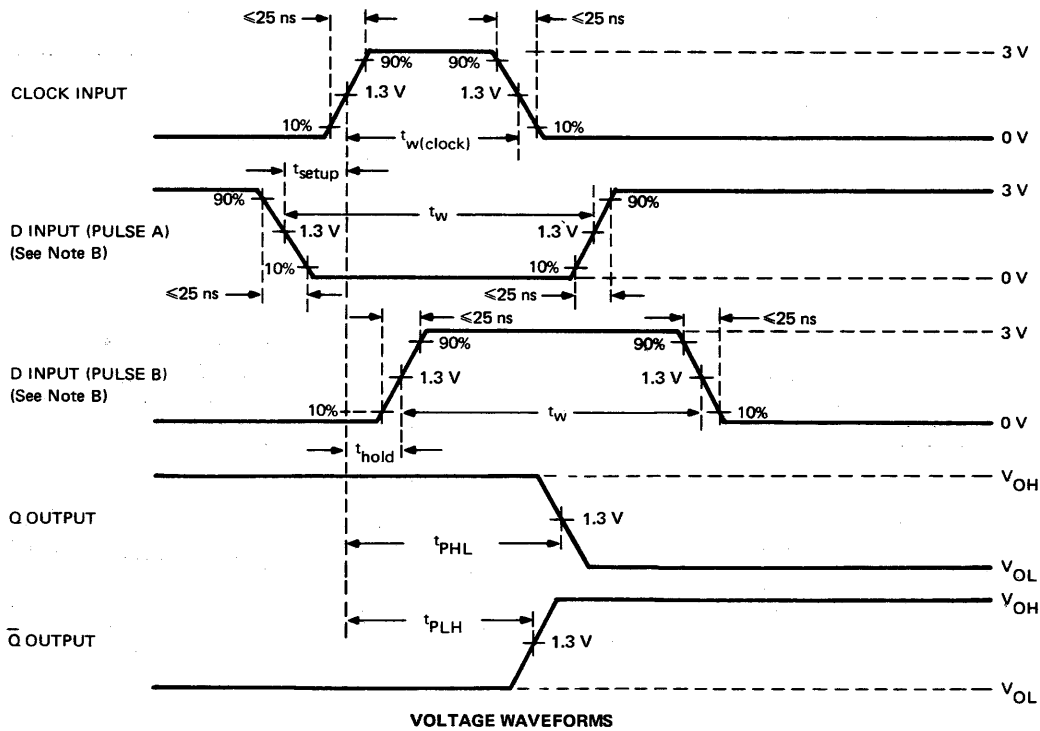 ≤25 ns ≤25 ns
3 V
90% 90%
CLOCK INPUT 1.3 V 1.3 V
10% tw(clock) 10%
0 V
tsetup
3 V
90% tw 90%
D INPUT (PULSE A) 1.3 V 1.3 V
(See Note B)
10% 10%
0 V
≤25 ns ≤25 ns
≤25 ns ≤25 ns
3 V
90% 90%
D INPUT (PULSE B) 1.3 V 1.3 V
(See Note B)
10% tw 10%
0 V
thold
VOH
Q OUTPUT 1.3 V
tPHL
VOL
VOH
tPLH
Q̅ OUTPUT 1.3 V
VOL
VOLTAGE WAVEFORMS